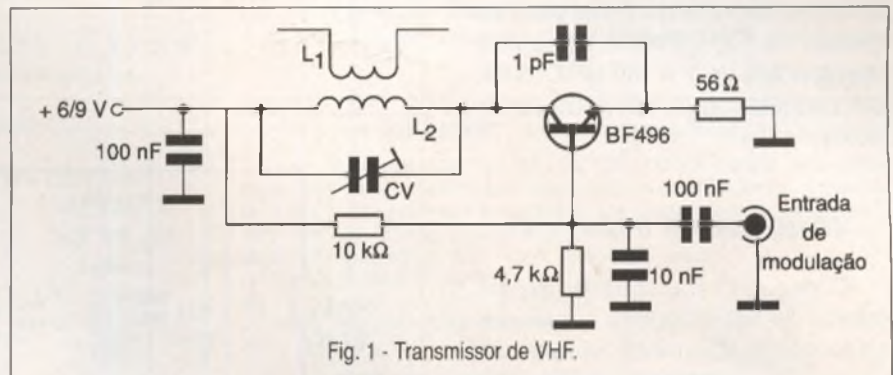 L1
1 pF
56 Ω
+ 6/9 V
L2
BF496
100 nF
CV
100 nF
Entrada
de
modulação
10 kΩ
4,7 kΩ
10 nF
Fig. 1 - Transmissor de VHF.